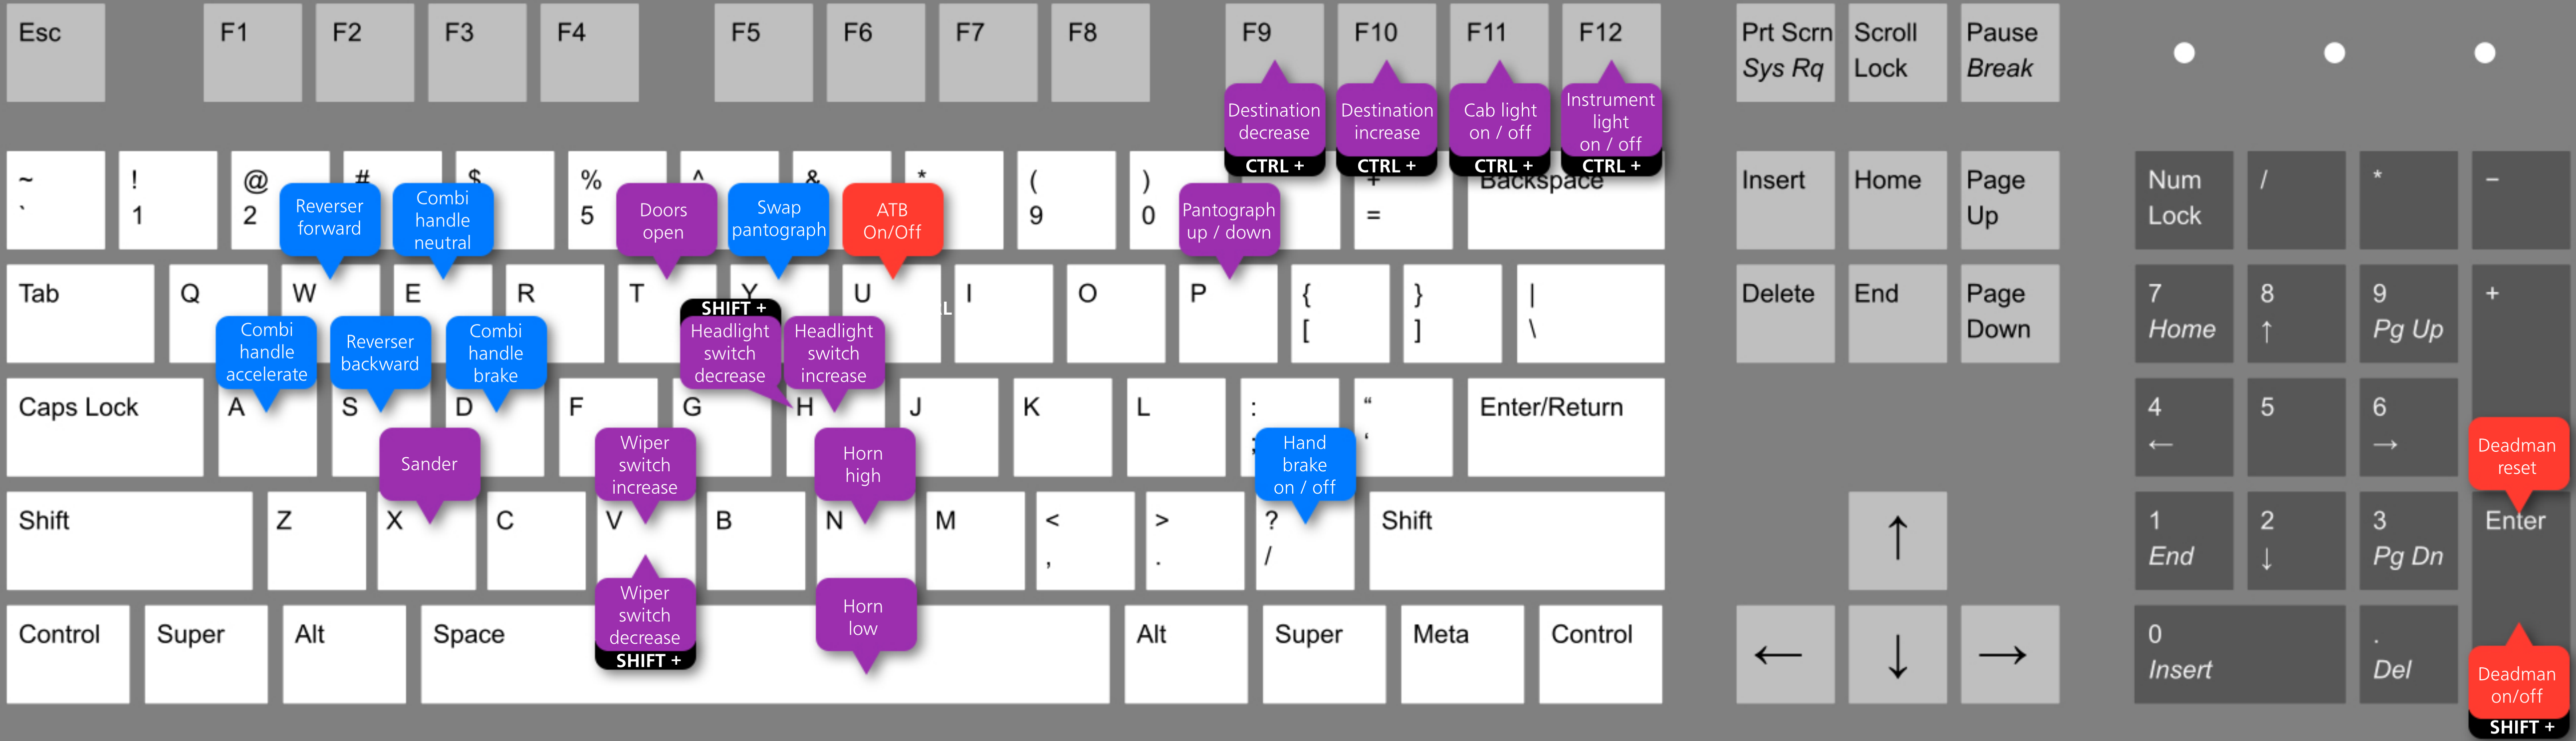 Esc
F1
F2
F3
F4
F5
F6
F7
F8
F9
F10
F11
F12
Prt Scrn
Sys Rq
Scroll
Lock
Pause
Break
Destination
decrease
CTRL +
Destination
increase
CTRL +
Cab light
on / off
CTRL +
Instrument
light
on / off
CTRL +
~
`
!
1
@
2
#
$
%
5
^
&
*
(
9
)
0
+
=
Backspace
Insert
Home
Page
Up
Num
Lock
/
*
−
Reverser
forward
Combi
handle
neutral
Doors
open
Swap
pantograph
ATB
On/Off
Pantograph
up / down
Tab
Q
W
E
R
T
Y
U
I
O
P
{
[
}
]
|
\
Delete
End
Page
Down
7
Home
8
↑
9
Pg Up
+
Combi
handle
accelerate
Reverser
backward
Combi
handle
brake
SHIFT +
Headlight
switch
decrease
Headlight
switch
increase
RL
Caps Lock
A
S
D
F
G
H
J
K
L
:
;
“
‘
Enter/Return
4
←
5
6
→
Sander
Wiper
switch
increase
Horn
high
Hand
brake
on / off
Deadman
reset
Shift
Z
X
C
V
B
N
M
<
,
>
.
?
/
Shift
↑
1
End
2
↓
3
Pg Dn
Enter
Wiper
switch
decrease
SHIFT +
Horn
low
Control
Super
Alt
Space
Alt
Super
Meta
Control
←
↓
→
0
Insert
.
Del
Deadman
on/off
SHIFT +